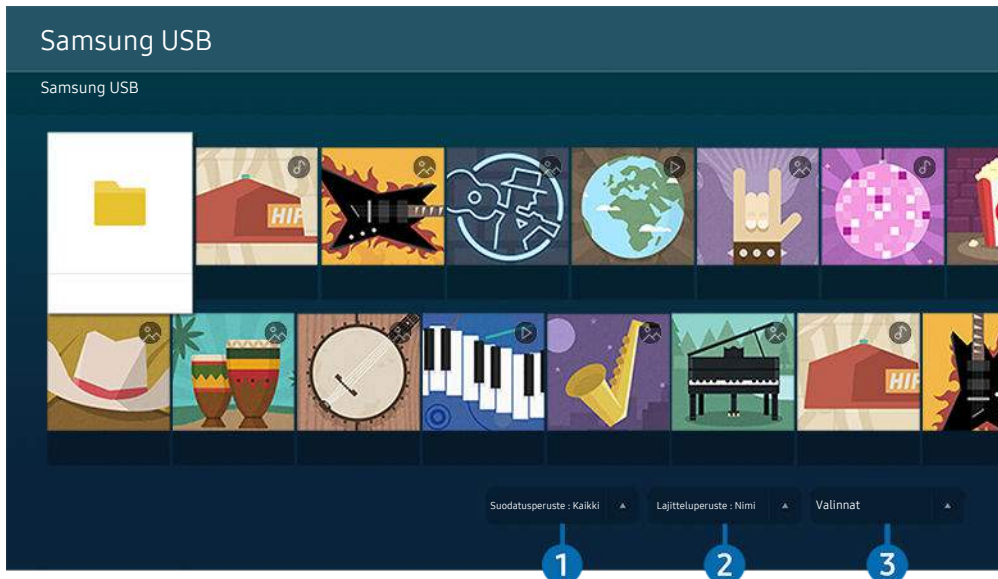 Samsung USB
Samsung USB
HIP
HIP
Suodatusperuste : Kaikki
Lajitteluperuste : Nimi
Valinnat
1
2
3